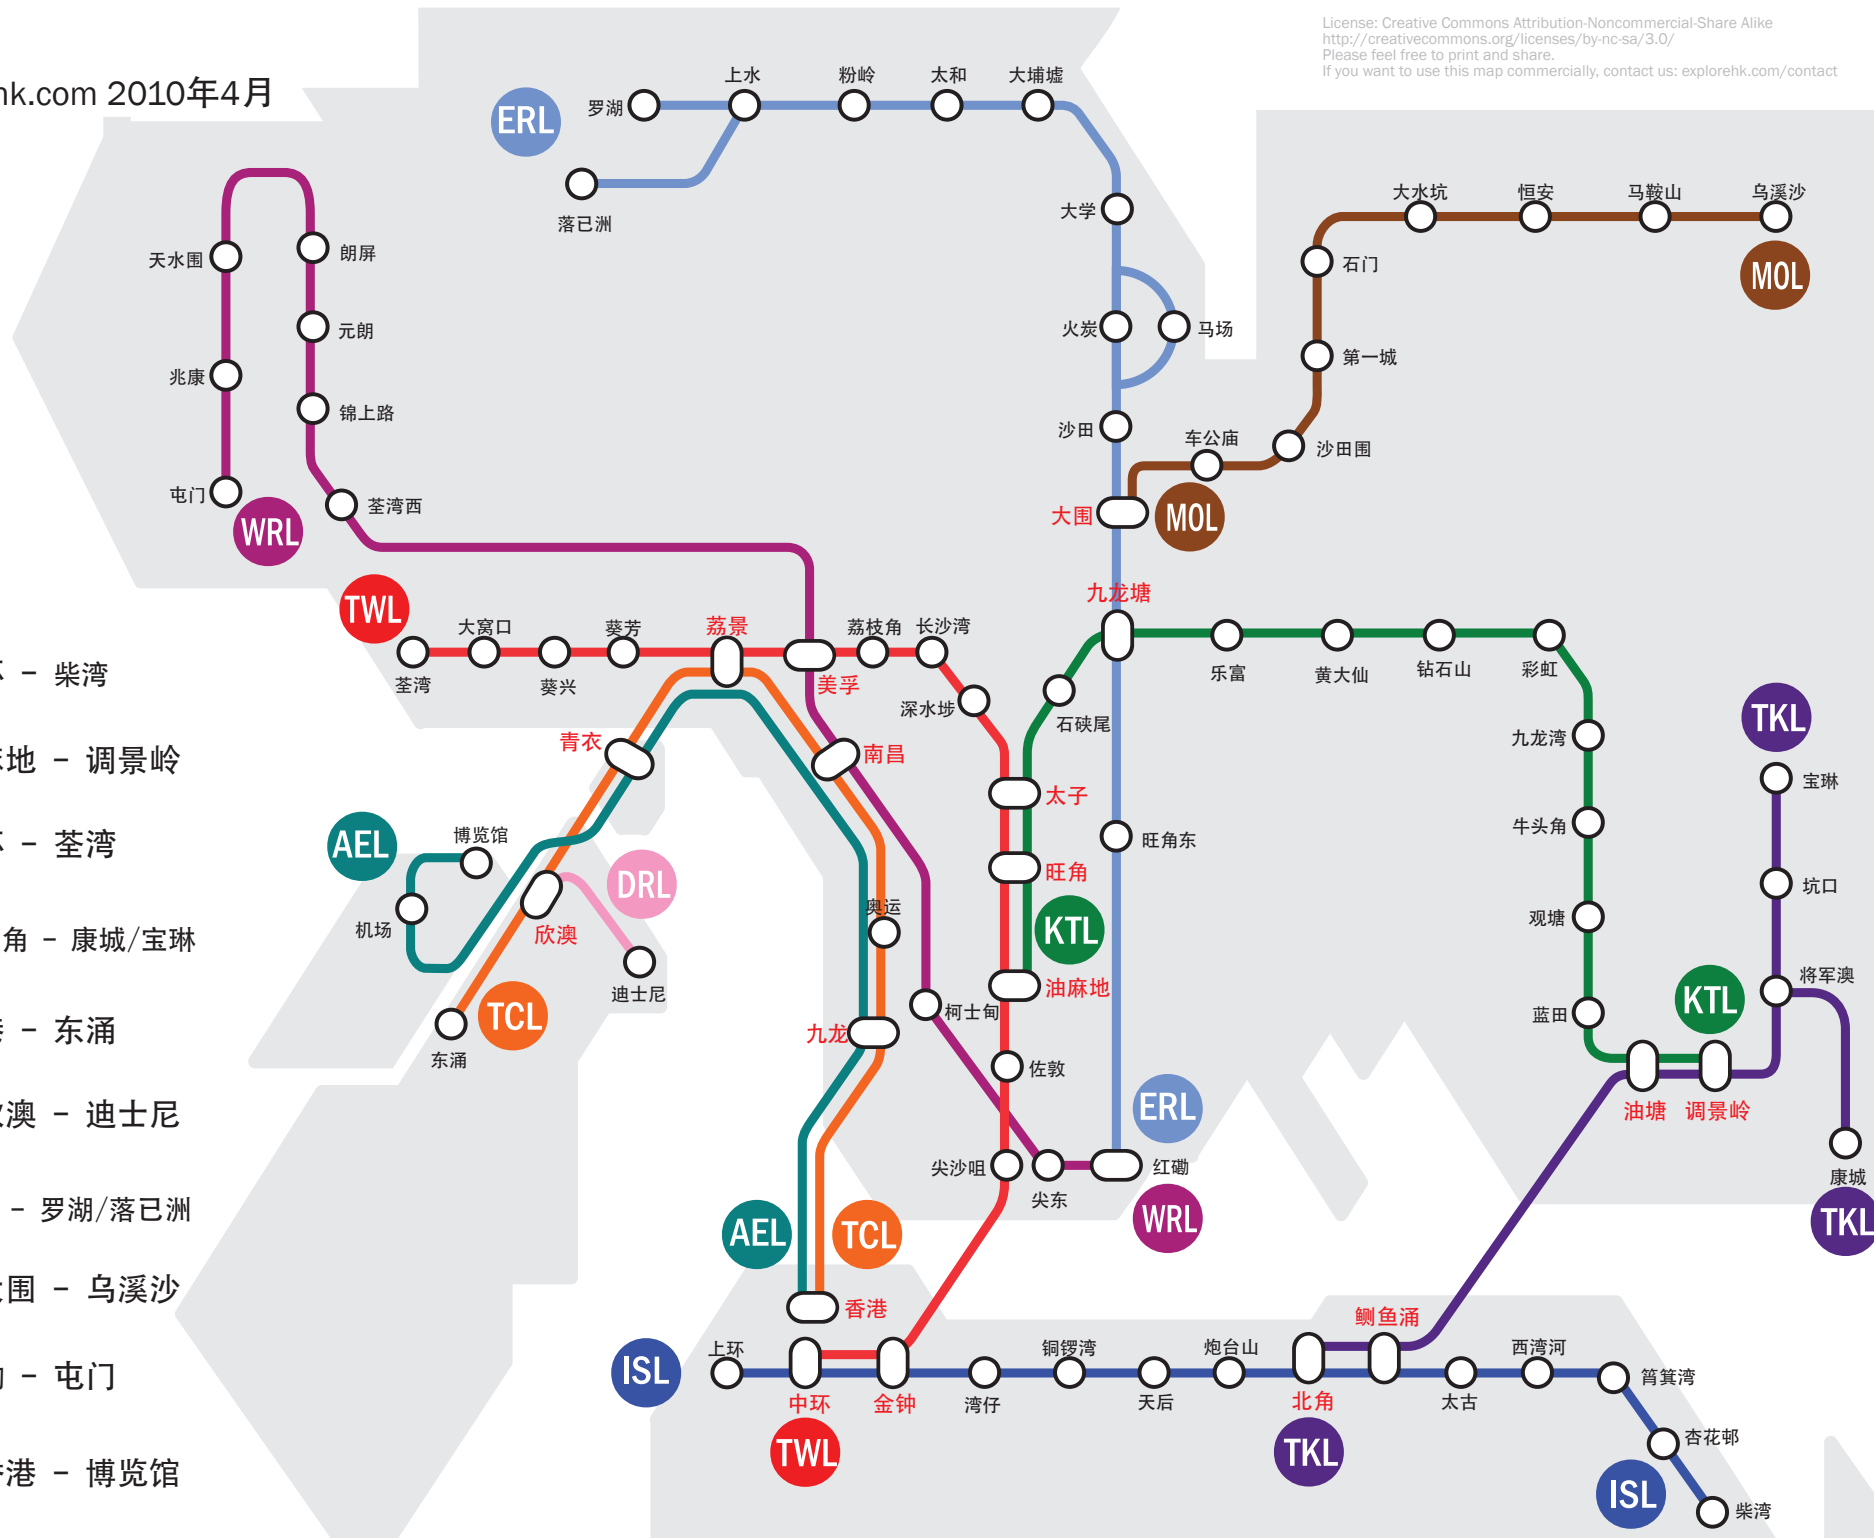 License: Creative Commons Attribution-Noncommercial-Share Alike
http://creativecommons.org/licenses/by-nc-sa/3.0/
Please feel free to print and share.
If you want to use this map commercially, contact us: explorehk.com/contact
hk.com 2010年4月
ERL
罗湖
上水
粉岭
太和
大埔墟
落已洲
大学
火炭
马场
沙田
大围
大水坑
恒安
马鞍山
乌溪沙
MOL
石门
第一城
沙田围
车公庙
MOL
天水围
朗屏
元朗
兆康
锦上路
屯门
WRL
荃湾西
TWL
荃湾
大窝口
葵兴
葵芳
荔景
美孚
荔枝角
长沙湾
深水埗
九龙塘
乐富
黄大仙
钻石山
彩虹
石硖尾
九龙湾
牛头角
观塘
蓝田
KTL
油塘
调景岭
TKL
宝琳
坑口
将军澳
康城
TKL
青衣
南昌
太子
旺角
旺角东
KTL
油麻地
AEL
博览馆
机场
DRL
欣澳
迪士尼
TCL
东涌
奥运
九龙
柯士甸
佐敦
尖沙咀
尖东
红磡
ERL
WRL
AEL
TCL
香港
ISL
上环
中环
TWL
金钟
湾仔
铜锣湾
天后
炮台山
北角
TKL
鲗鱼涌
太古
西湾河
筲箕湾
杏花邨
ISL
柴湾
– 柴湾
地 – 调景岭
– 荃湾
角 – 康城/宝琳
– 东涌
澳 – 迪士尼
– 罗湖/落已洲
围 – 乌溪沙
– 屯门
港 – 博览馆